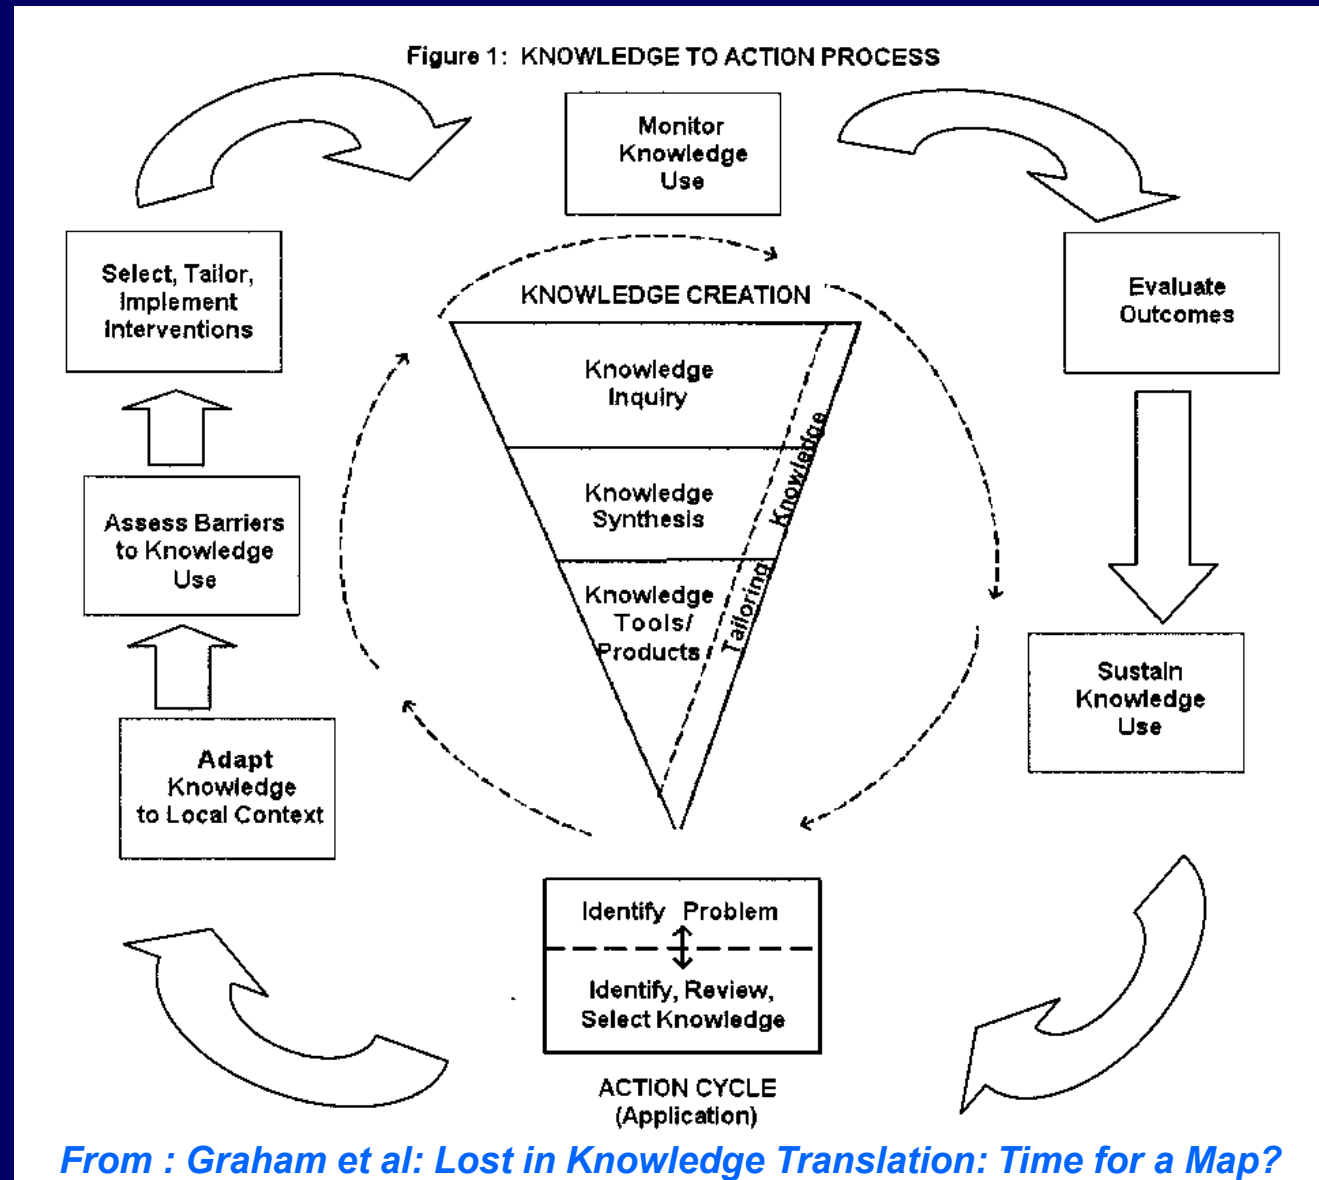 Figure 1: KNOWLEDGE TO ACTION PROCESS
Monitor
Knowledge
Use
Select, Tailor,
Implement
Interventions
Evaluate
Outcomes
KNOWLEDGE CREATION
Knowledge
Inquiry
Knowledge
Synthesis
Knowledge
Tools/
Products
Tailoring Knowledge
Assess Barriers
to Knowledge
Use
Sustain
Knowledge
Use
Adapt
Knowledge
to Local Context
Identify Problem
Identify, Review,
Select Knowledge
ACTION CYCLE
(Application)
From : Graham et al: Lost in Knowledge Translation: Time for a Map?